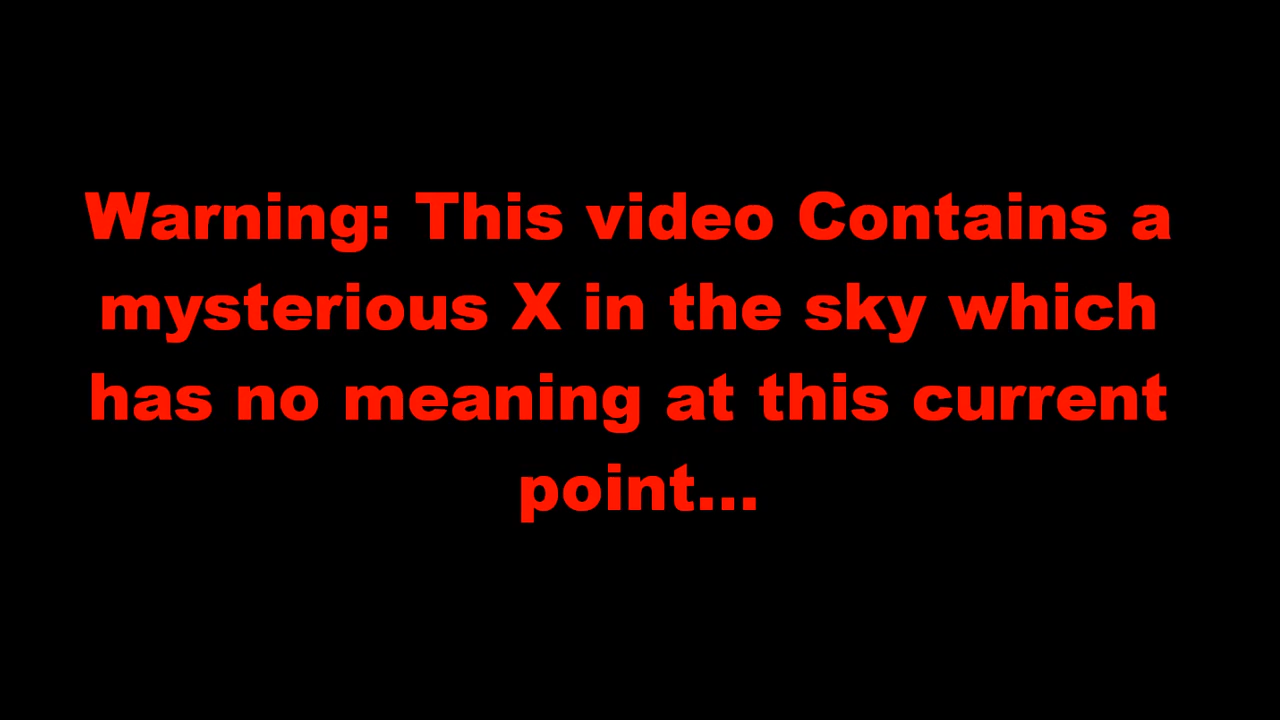 Warning: This video Contains a
mysterious X in the sky which
has no meaning at this current
point...